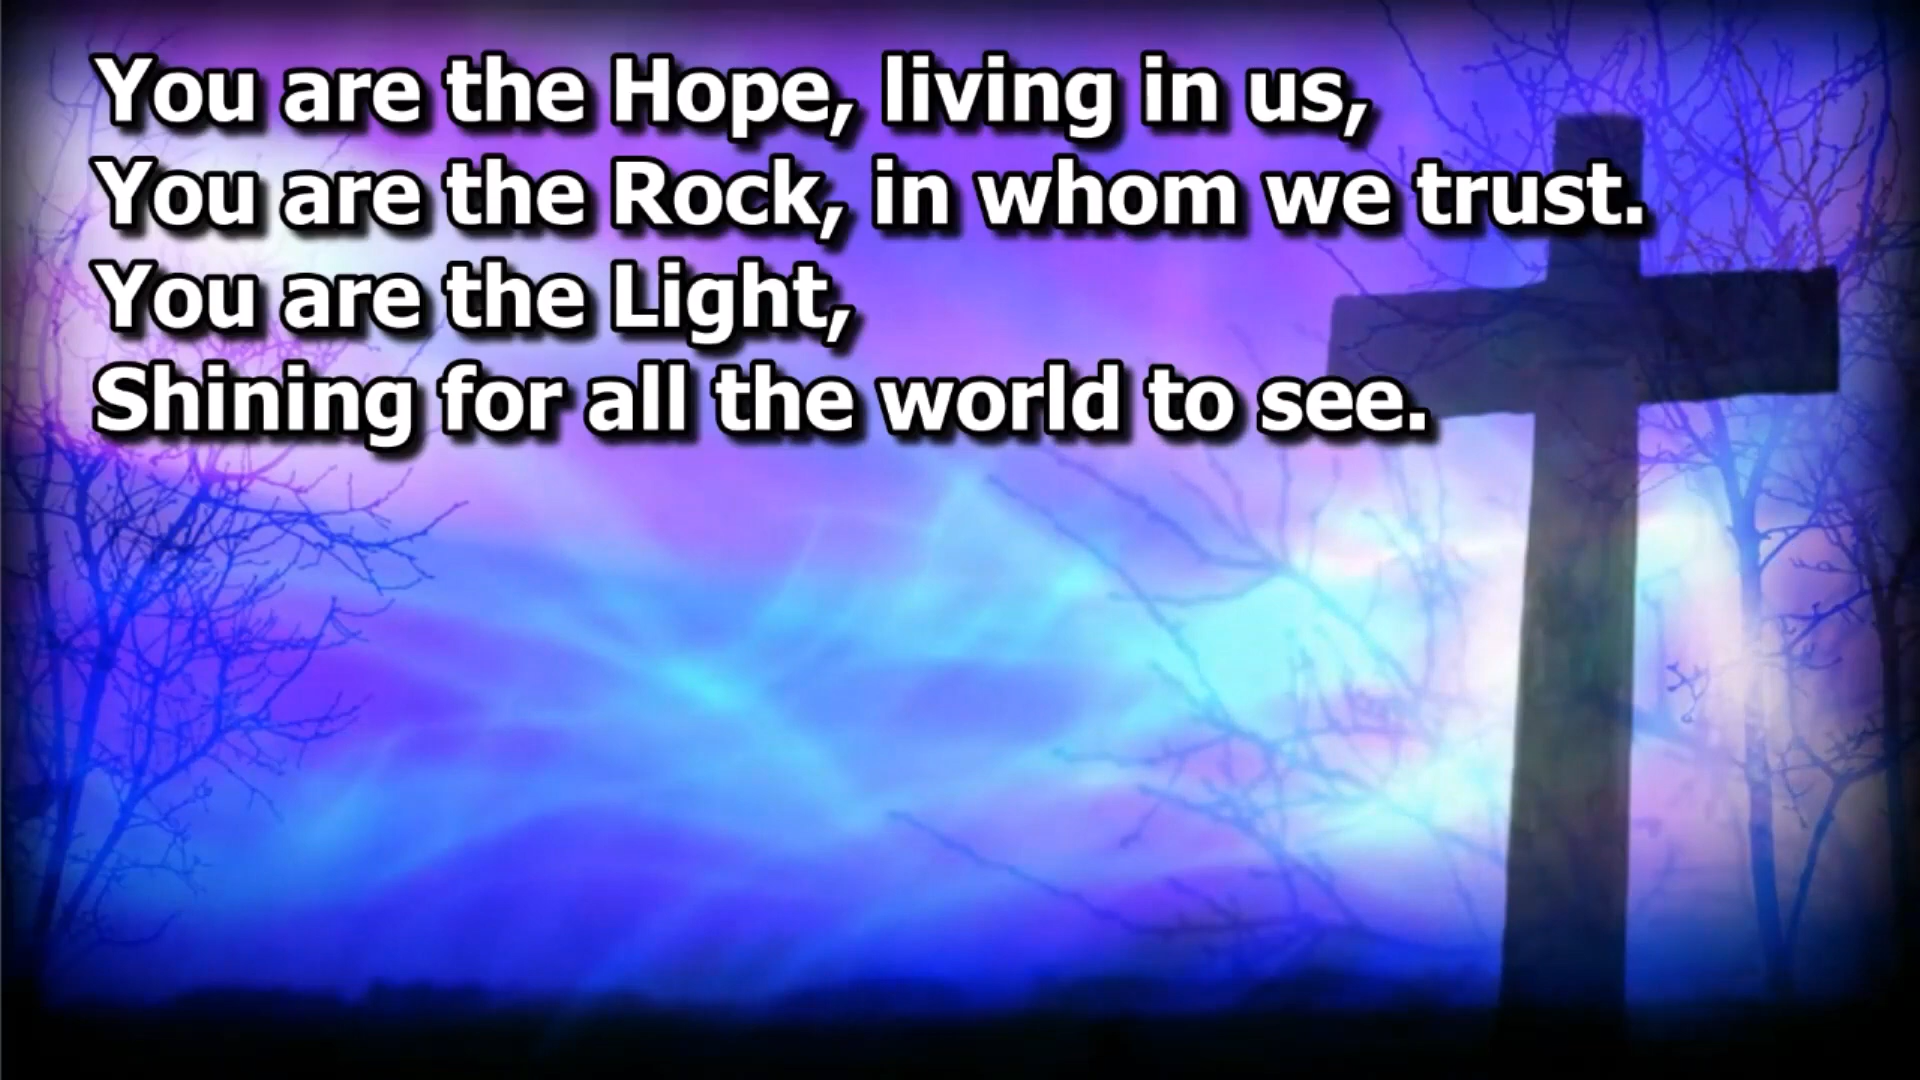 You are the Hope, living in us,
You are the Rock, in whom we trust.
You are the Light,
Shining for all the world to see.